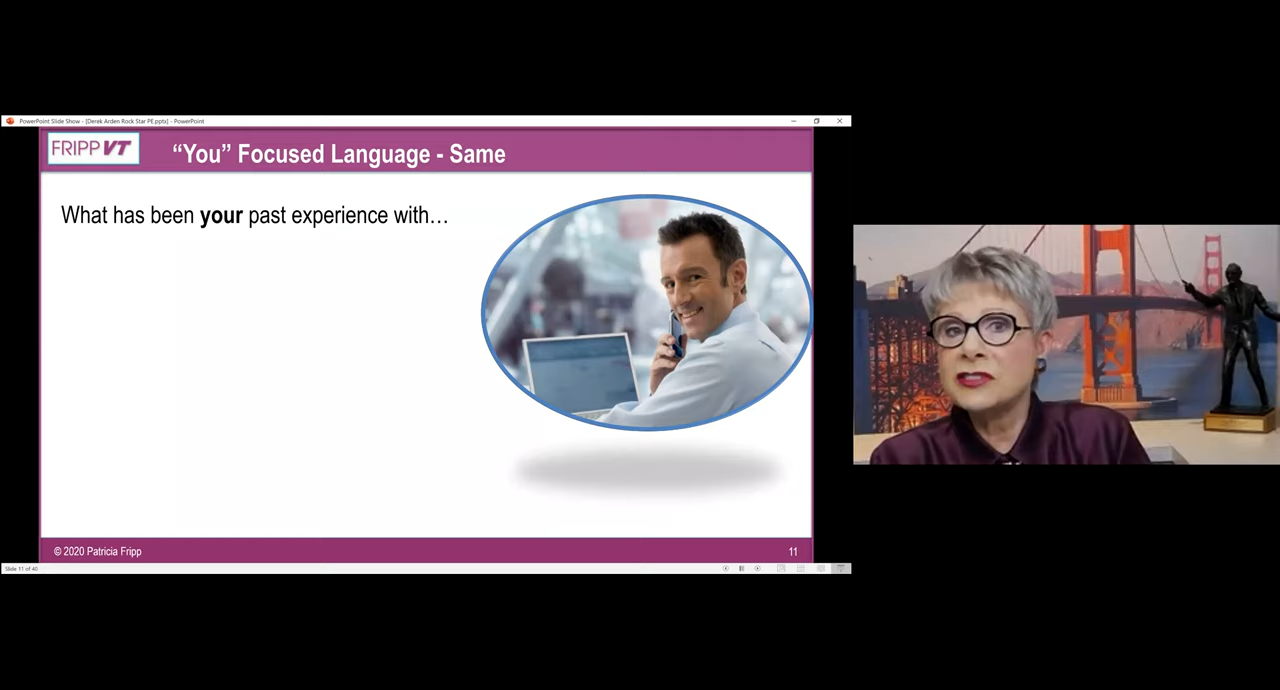 PowerPoint Slide Show - [Derek Arden Rock Star PE.pptx] - PowerPoint
FRIPP VT
“You” Focused Language - Same
What has been your past experience with…
© 2020 Patricia Fripp
11
Slide 11 of 40